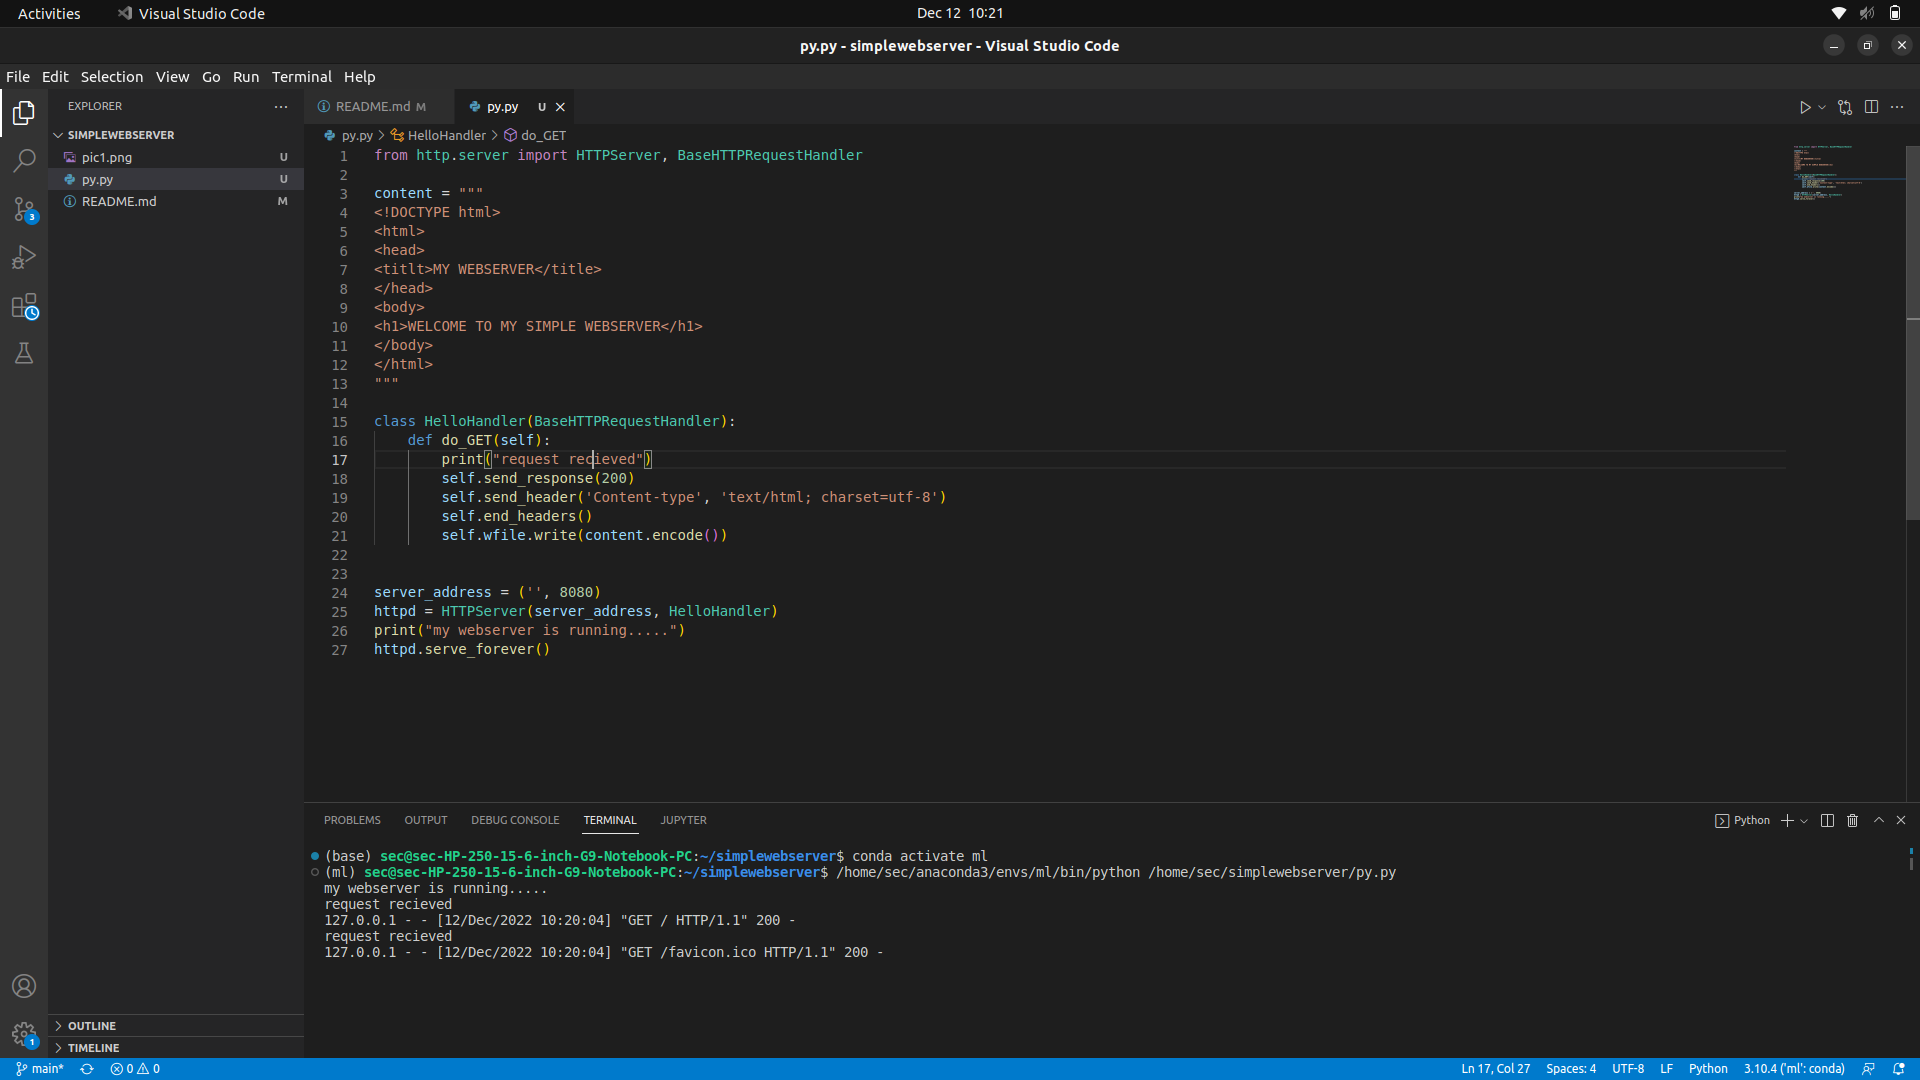 Activities Visual Studio Code Dec 12 10:21
py.py - simplewebserver - Visual Studio Code
File Edit Selection View Go Run Terminal Help
EXPLORER
SIMPLEWEBSERVER
pic1.png U
py.py U
README.md M
3
README.md M py.py U
py.py > HelloHandler > do_GET
1 from http.server import HTTPServer, BaseHTTPRequestHandler
2
3 content = """
4 <!DOCTYPE html>
5 <html>
6 <head>
7 <titlt>MY WEBSERVER</title>
8 </head>
9 <body>
10 <h1>WELCOME TO MY SIMPLE WEBSERVER</h1>
11 </body>
12 </html>
13 """
14
15 class HelloHandler(BaseHTTPRequestHandler):
16 def do_GET(self):
17 print("request recieved")
18 self.send_response(200)
19 self.send_header('Content-type', 'text/html; charset=utf-8')
20 self.end_headers()
21 self.wfile.write(content.encode())
22
23
24 server_address = ('', 8080)
25 httpd = HTTPServer(server_address, HelloHandler)
26 print("my webserver is running.....")
27 httpd.serve_forever()
PROBLEMS OUTPUT DEBUG CONSOLE TERMINAL JUPYTER Python
(base) sec@sec-HP-250-15-6-inch-G9-Notebook-PC:~/simplewebserver$ conda activate ml
(ml) sec@sec-HP-250-15-6-inch-G9-Notebook-PC:~/simplewebserver$ /home/sec/anaconda3/envs/ml/bin/python /home/sec/simplewebserver/py.py
my webserver is running.....
request recieved
127.0.0.1 - - [12/Dec/2022 10:20:04] "GET / HTTP/1.1" 200 -
request recieved
127.0.0.1 - - [12/Dec/2022 10:20:04] "GET /favicon.ico HTTP/1.1" 200 -
OUTLINE
TIMELINE
1
main* 0 0 Ln 17, Col 27 Spaces: 4 UTF-8 LF Python 3.10.4 ('ml': conda)